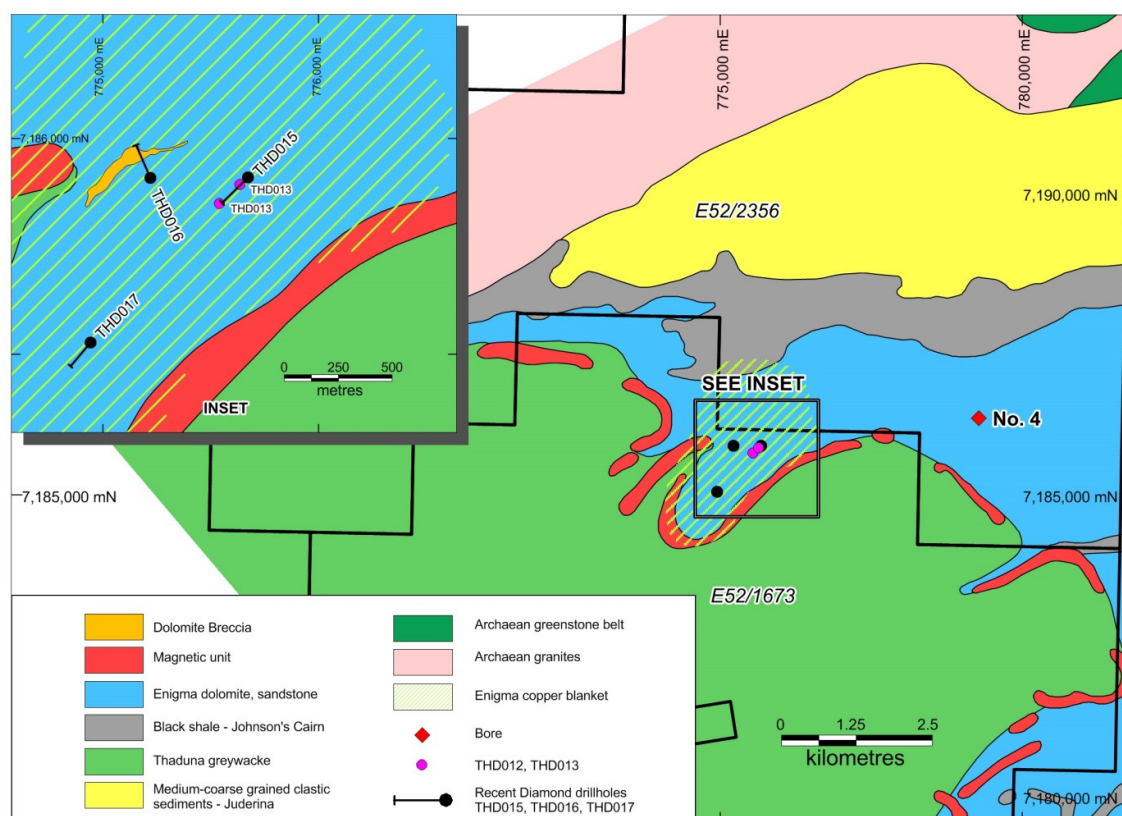 775,000 mE
776,000 mE
7,186,000 mN
THD015
THD013
THD013
THD016
THD017
0 250 500
metres
INSET
775,000 mE
780,000 mE
7,190,000 mN
E52/2356
SEE INSET
No. 4
7,185,000 mN
7,185,000 mN
E52/1673
Dolomite Breccia
Magnetic unit
Enigma dolomite, sandstone
Black shale - Johnson's Cairn
Thaduna greywacke
Medium-coarse grained clastic
sediments - Juderina
Archaean greenstone belt
Archaean granites
Enigma copper blanket
Bore
THD012, THD013
Recent Diamond drillholes
THD015, THD016, THD017
0 1.25 2.5
kilometres
7,180,000 mN